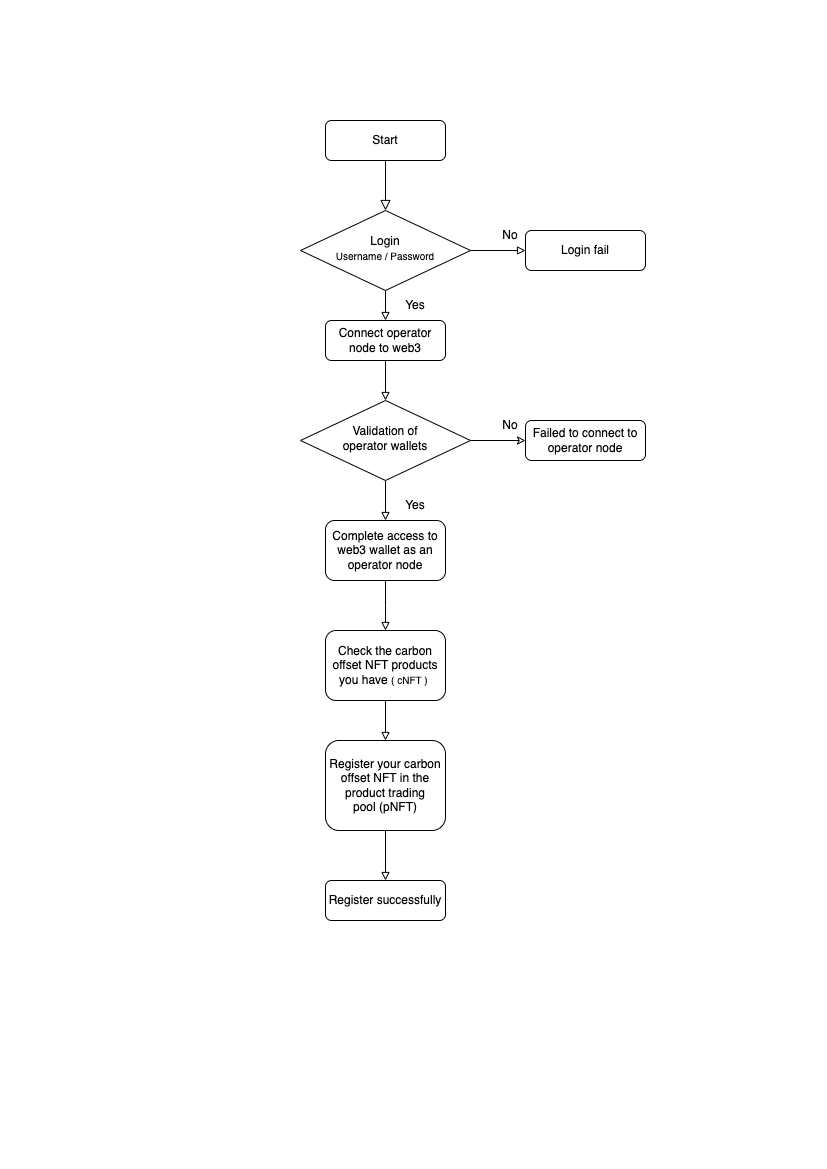 Start
Login
Username / Password
No
Login fail
Yes
Connect operator
node to web3
Validation of
operator wallets
No
Failed to connect to
operator node
Yes
Complete access to
web3 wallet as an
operator node
Check the carbon
offset NFT products
you have ( cNFT )
Register your carbon
offset NFT in the
product trading
pool (pNFT)
Register successfully